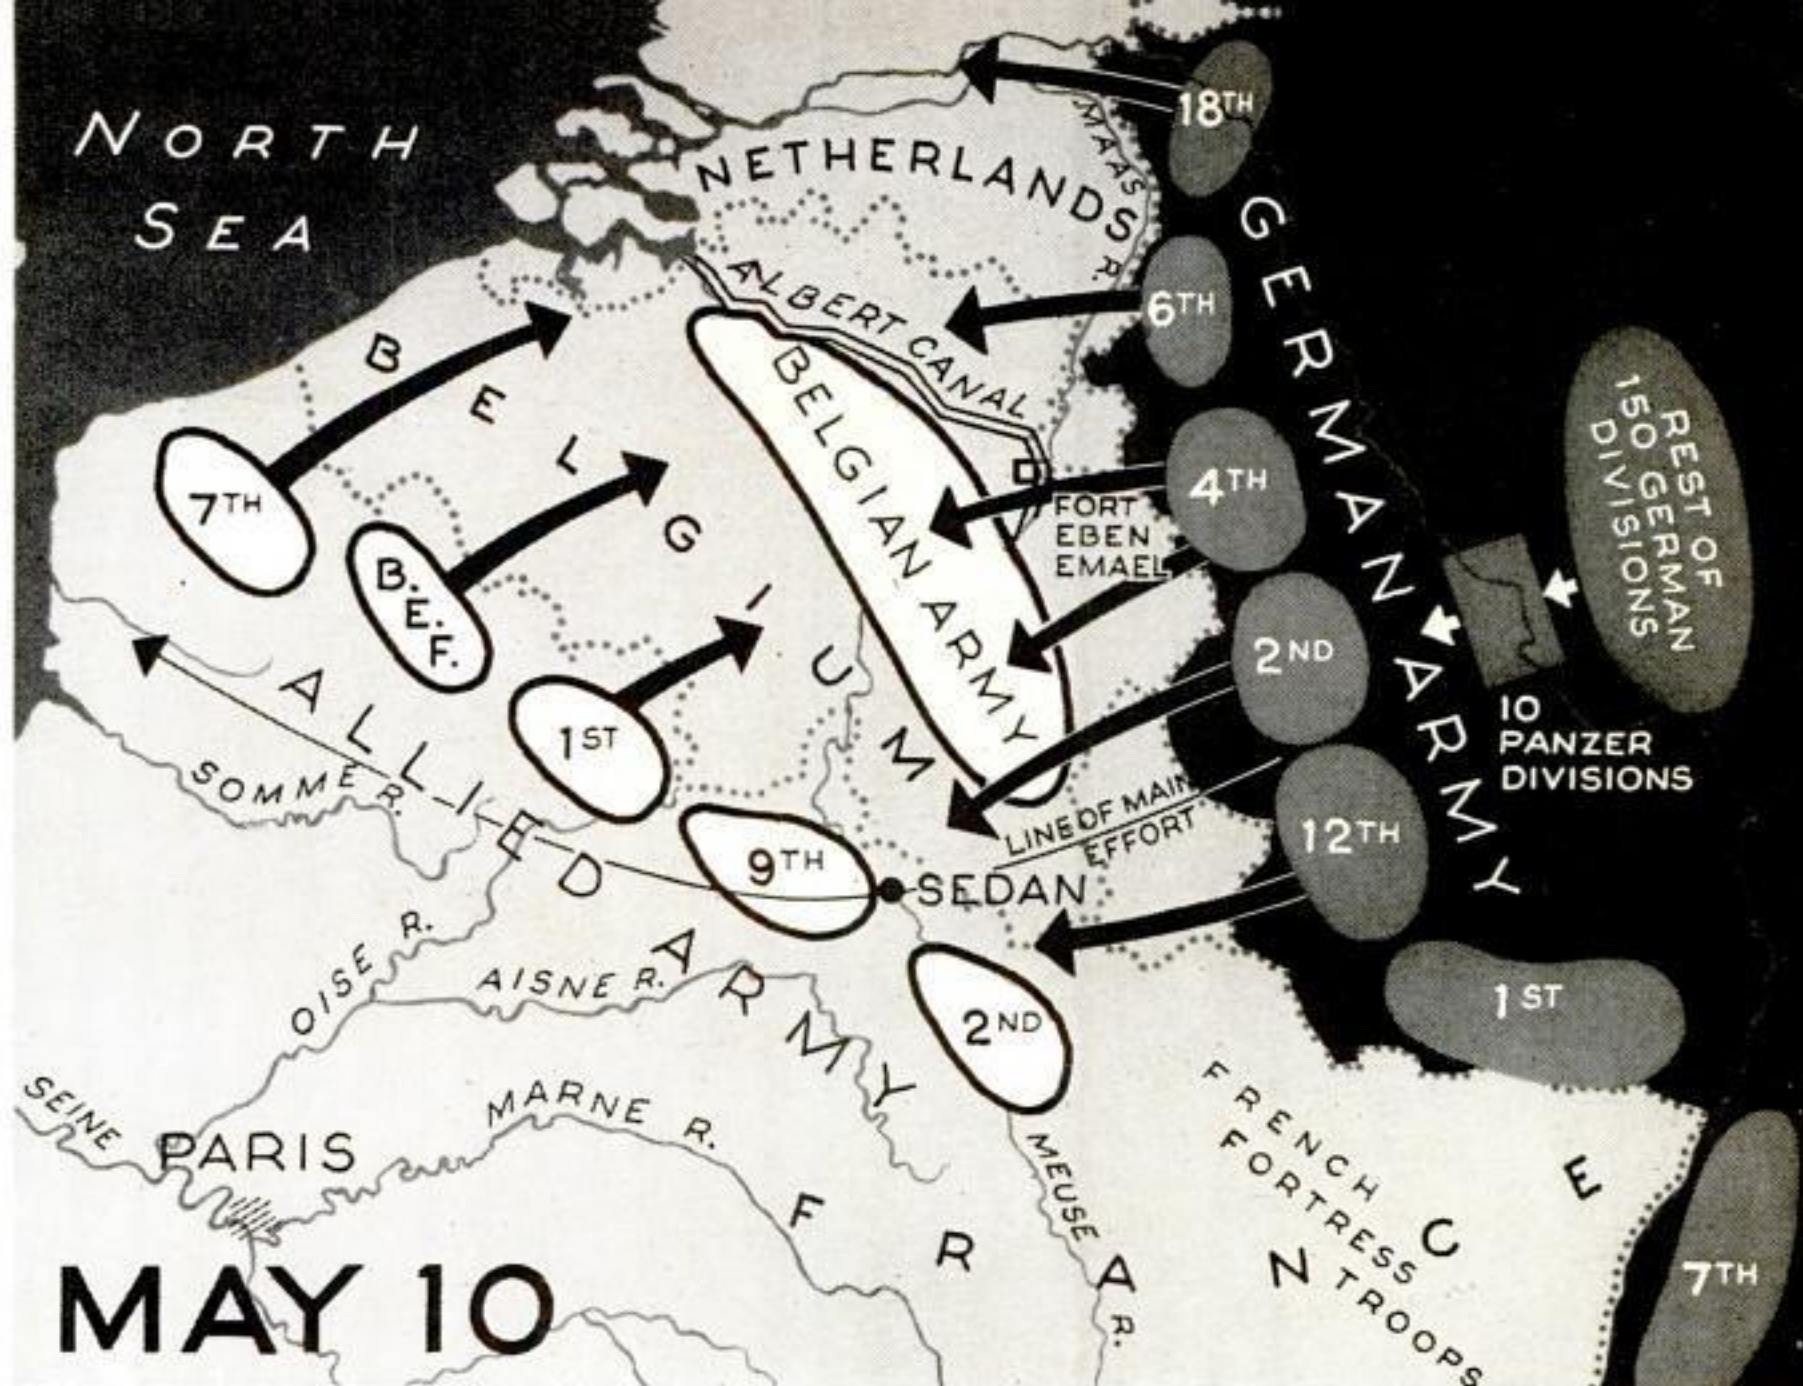 NORTH
SEA
NETHERLANDS
MAAS R.
18TH
GERMAN ARMY
6TH
ALBERT CANAL
BELGIUM
BELGIAN ARMY
4TH
FORT
EBEN
EMAEL
REST OF
150 GERMAN
DIVISIONS
7TH
B.E.F.
2ND
10
PANZER
DIVISIONS
1ST
ALLIED ARMY
SOMME R.
LINE OF MAIN
EFFORT
12TH
9TH
SEDAN
OISE R.
AISNE R.
2ND
1ST
SEINE
PARIS
MARNE R.
MEUSE R.
FRANCE
FRENCH
FORTRESS
TROOPS
7TH
MAY 10